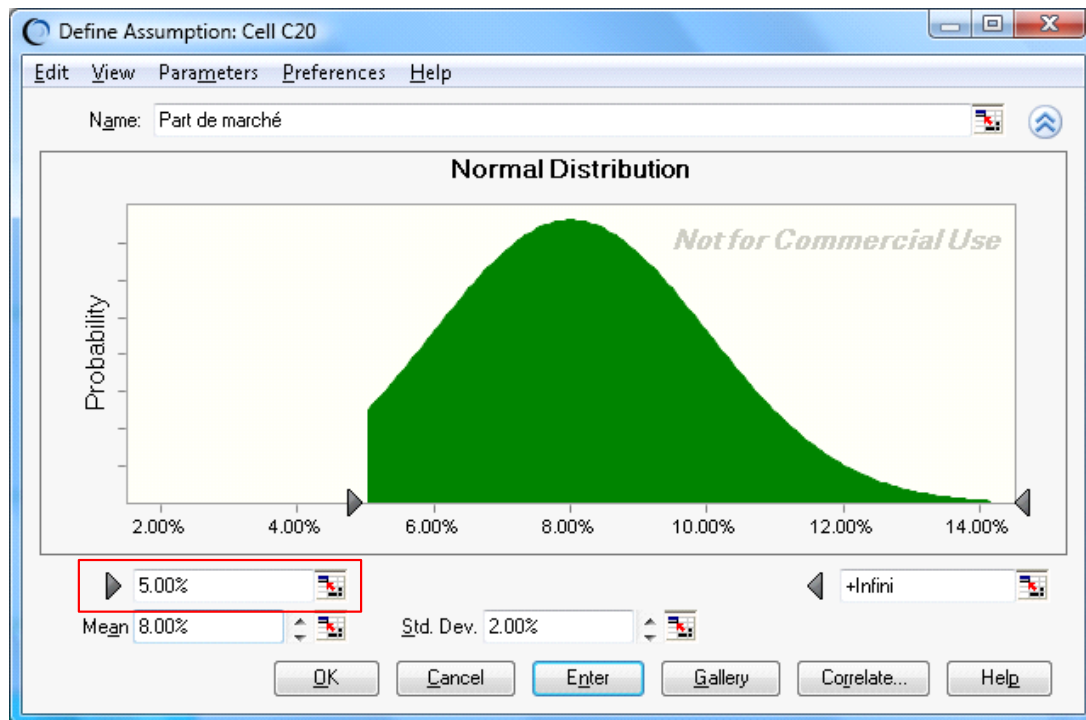 Define Assumption: Cell C20
Edit View Parameters Preferences Help
Name: Part de marché
Normal Distribution
Not for Commercial Use
Probability
2.00% 4.00% 6.00% 8.00% 10.00% 12.00% 14.00%
5.00% +Infini
Mean 8.00% Std. Dev. 2.00%
OK Cancel Enter Gallery Correlate... Help